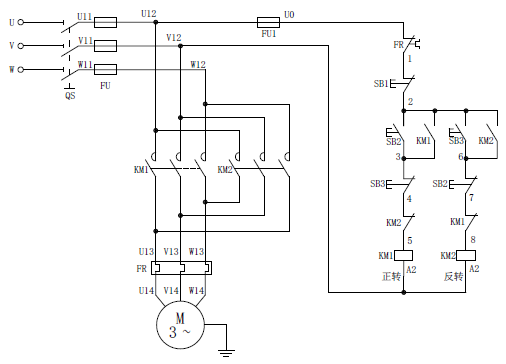 U U11 U12 U0
V V11 V12 FU1
W W11 W12
QS FU
FR
1
SB1
2
SB2 KM1 SB3 KM2
3 6
KM1 KM2
SB3 SB2
4 7
KM2 KM1
5 8
KM1 KM2
A2 A2
正转 反转
U13 V13 W13
FR
U14 V14 W14
M
3 ~